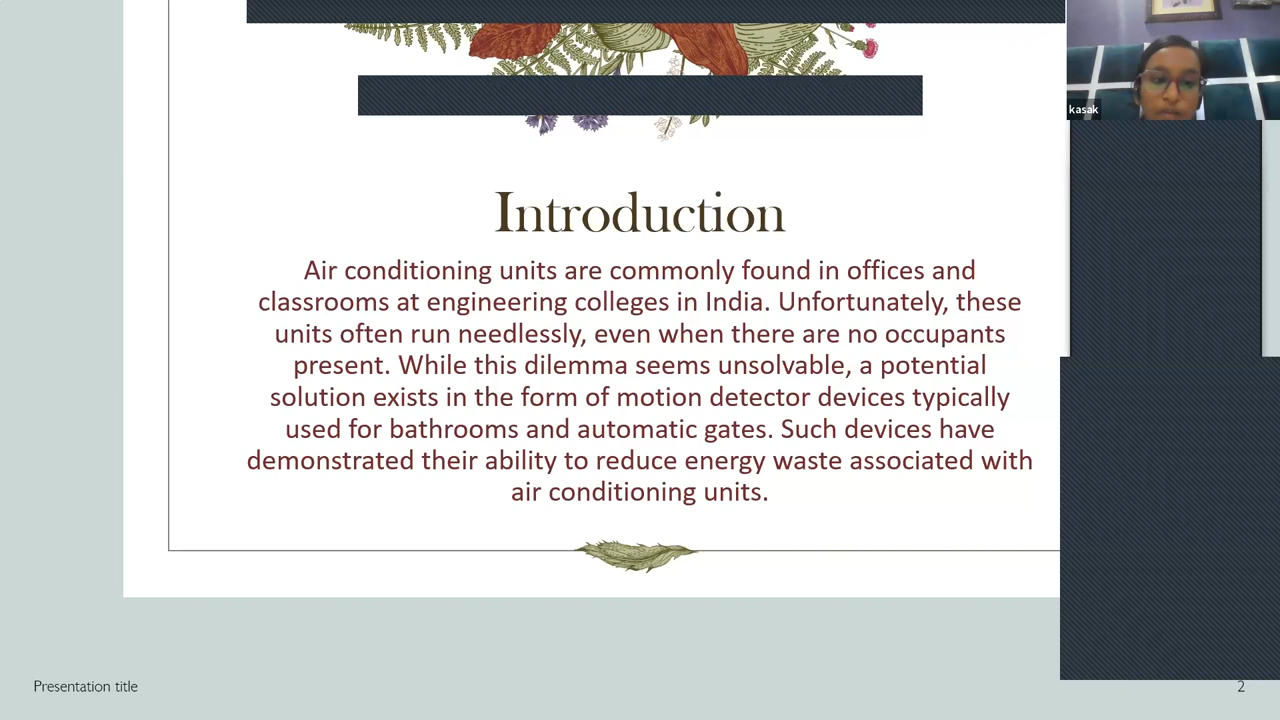 kasak
Introduction
Air conditioning units are commonly found in offices and
classrooms at engineering colleges in India. Unfortunately, these
units often run needlessly, even when there are no occupants
present. While this dilemma seems unsolvable, a potential
solution exists in the form of motion detector devices typically
used for bathrooms and automatic gates. Such devices have
demonstrated their ability to reduce energy waste associated with
air conditioning units.
Presentation title
2